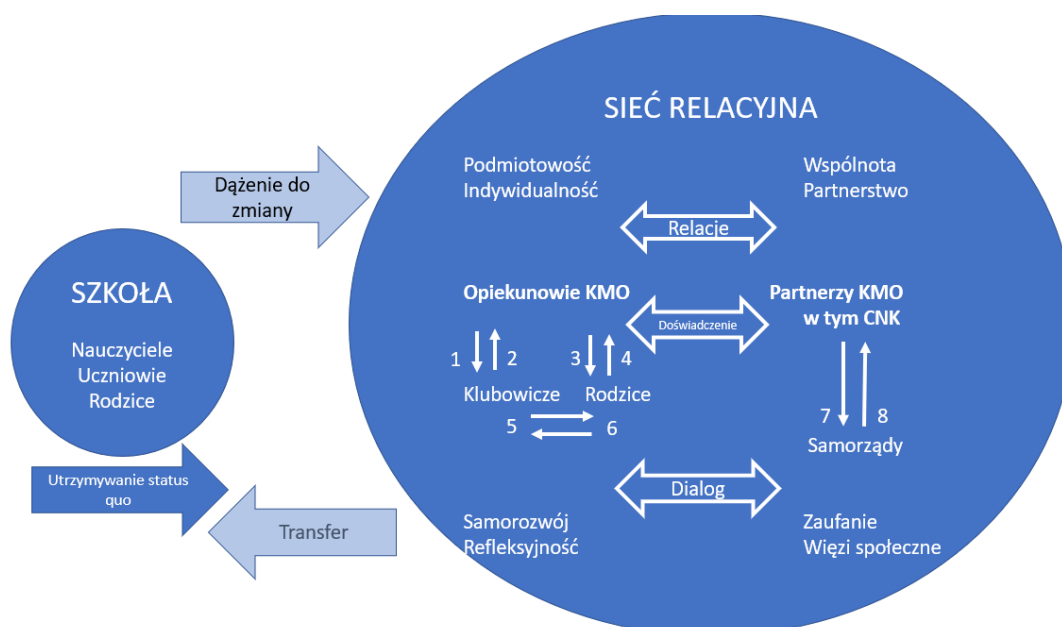 SIEĆ RELACYJNA
Podmiotowość
Indywidualność
Wspólnota
Partnerstwo
Dążenie do
zmiany
Relacje
SZKOŁA
Nauczyciele
Uczniowie
Rodzice
Opiekunowie KMO
Doświadczenie
Partnerzy KMO
w tym CNK
1
2
3
4
Klubowicze
Rodzice
5
6
7
8
Samorządy
Utrzymywanie status
quo
Transfer
Dialog
Samorozwój
Refleksyjność
Zaufanie
Więzi społeczne